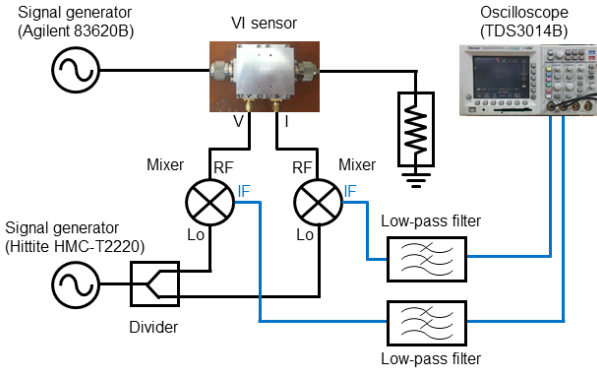 Signal generator
(Agilent 83620B)
VI sensor
Oscilloscope
(TDS3014B)
V
I
Mixer
RF
RF
Mixer
IF
IF
Lo
Lo
Signal generator
(Hittite HMC-T2220)
Low-pass filter
Divider
Low-pass filter